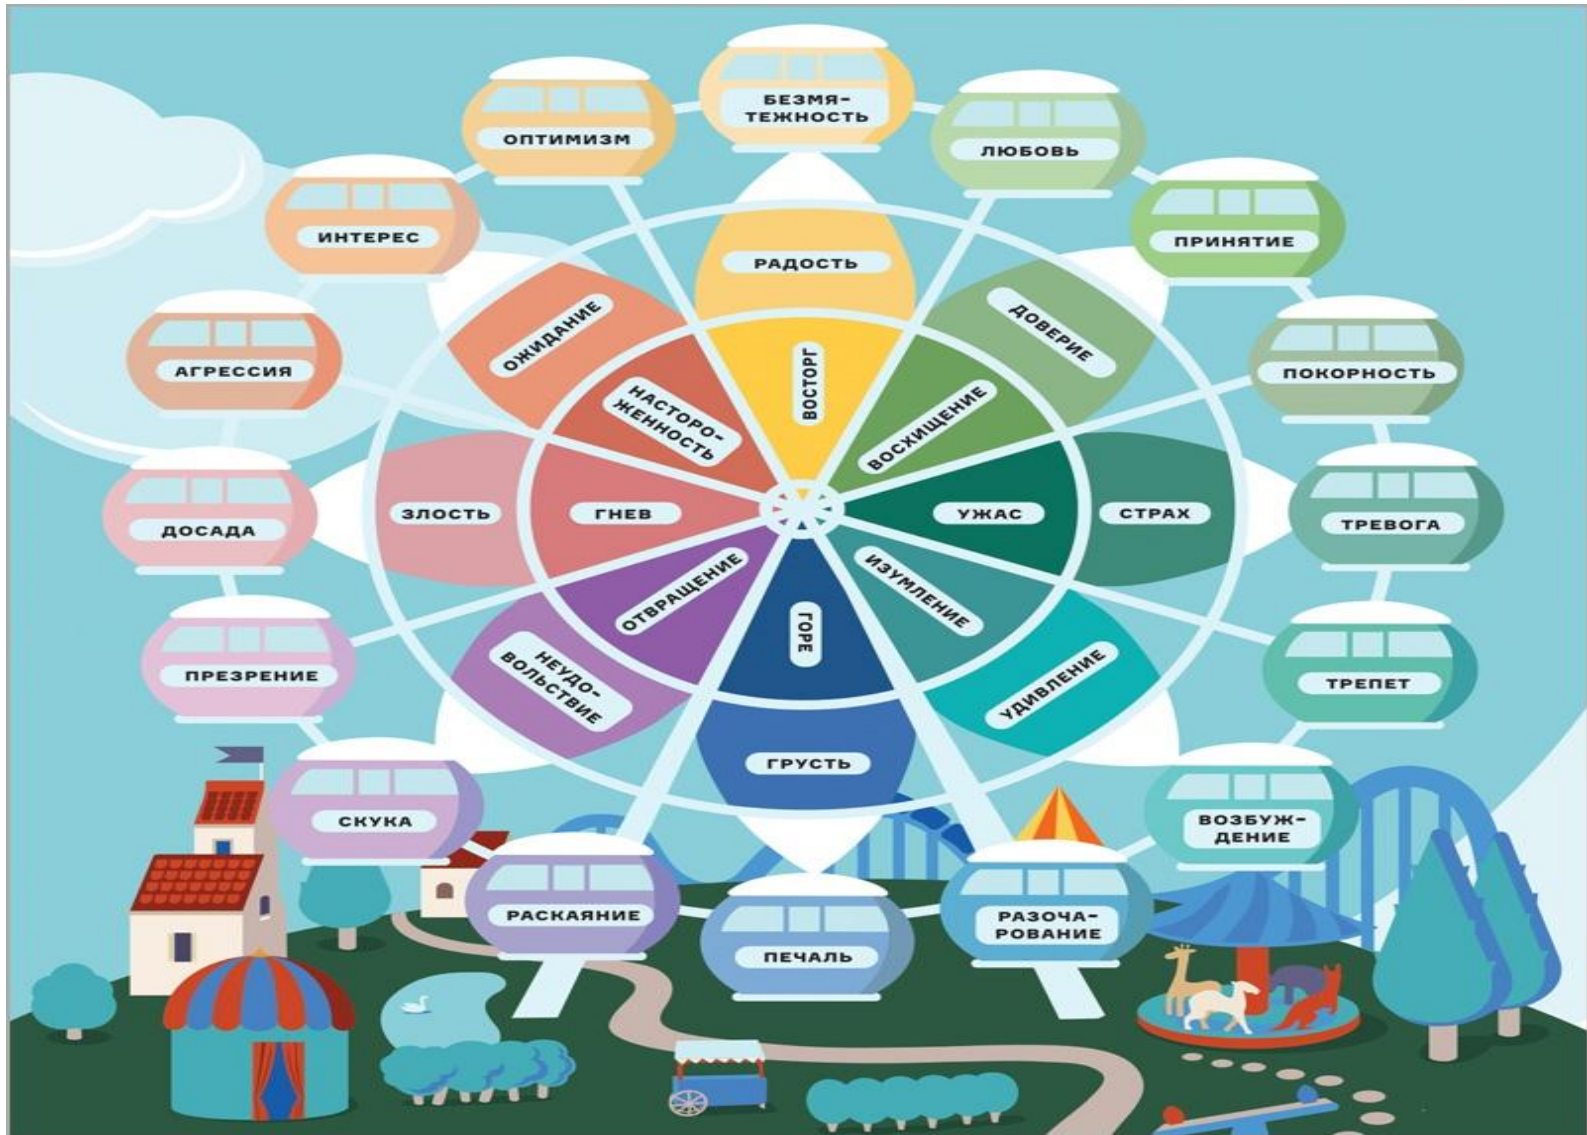 БЕЗМЯ-
ТЕЖНОСТЬ
ОПТИМИЗМ
ЛЮБОВЬ
ИНТЕРЕС
ПРИНЯТИЕ
РАДОСТЬ
ОЖИДАНИЕ
ДОВЕРИЕ
АГРЕССИЯ
ПОКОРНОСТЬ
НАСТОРО-
ЖЕННОСТЬ
ВОСТОРГ
ВОСХИЩЕНИЕ
ДОСАДА
ЗЛОСТЬ
ГНЕВ
УЖАС
СТРАХ
ТРЕВОГА
ОТВРАЩЕНИЕ
ГОРЕ
ИЗУМЛЕНИЕ
ПРЕЗРЕНИЕ
НЕУДО-
ВОЛЬСТВИЕ
УДИВЛЕНИЕ
ТРЕПЕТ
ГРУСТЬ
СКУКА
ВОЗБУЖ-
ДЕНИЕ
РАСКАЯНИЕ
ПЕЧАЛЬ
РАЗОЧА-
РОВАНИЕ